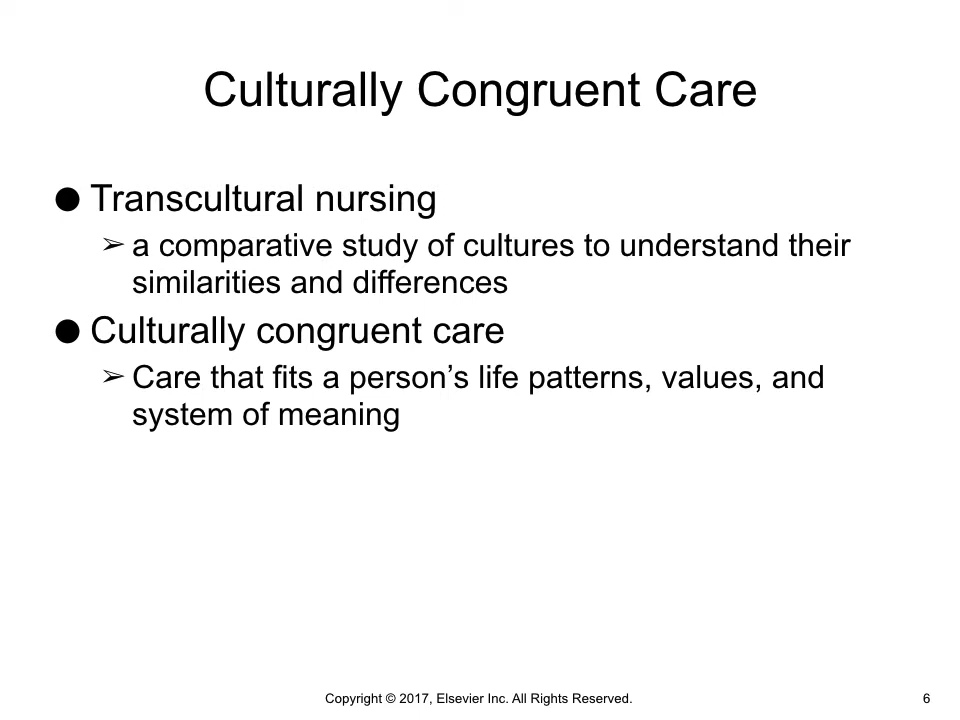 Culturally Congruent Care
● Transcultural nursing
➢ a comparative study of cultures to understand their
similarities and differences
● Culturally congruent care
➢ Care that fits a person’s life patterns, values, and
system of meaning
Copyright © 2017, Elsevier Inc. All Rights Reserved.
6